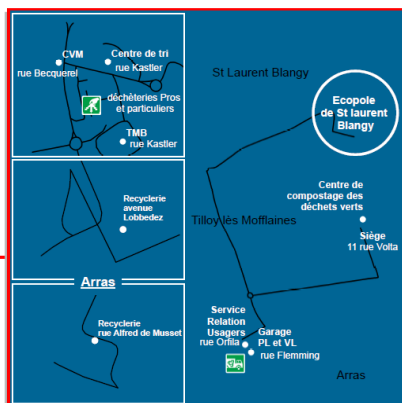 CVM
rue Becquerel
Centre de tri
rue Kastler
déchèteries Pros
et particuliers
TMB
rue Kastler
Recyclerie
avenue
Lobbedez
Arras
Recyclerie
rue Alfred de Musset
St Laurent Blangy
Ecopole
de St laurent
Blangy
Centre de
compostage des
déchets verts
Tilloy lès Mofflaines
Siège
11 rue Volta
Service
Relation
Usagers
rue Orfila
Garage
PL et VL
rue Flemming
Arras